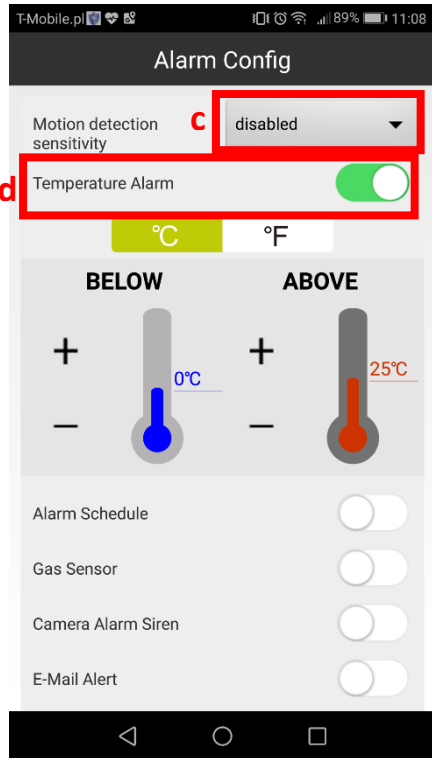 T-Mobile.pl 89% 11:08
Alarm Config
Motion detection
sensitivity
c
disabled
d
Temperature Alarm
°C °F
BELOW ABOVE
+ +
0°C 25°C
− −
Alarm Schedule
Gas Sensor
Camera Alarm Siren
E-Mail Alert